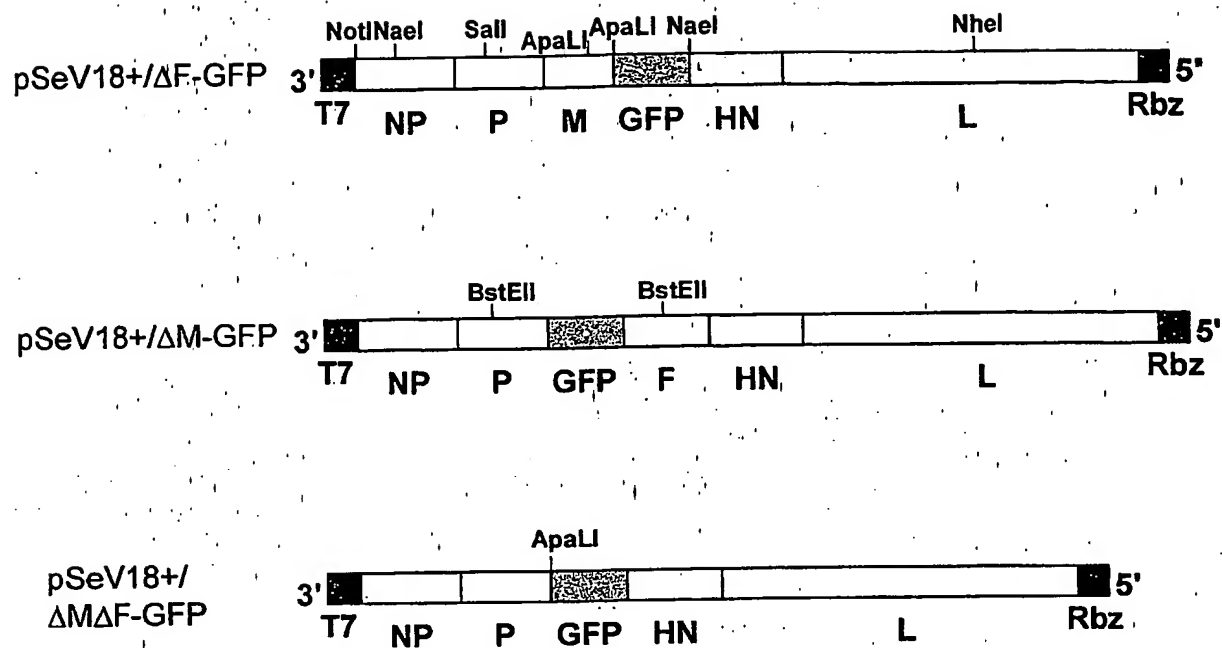 NotI NaeI SalI ApaLI ApaLI NaeI NheI
pSeV18+/ΔF-GFP 3' 5'
T7 NP P M GFP HN L Rbz
BstEII BstEII
pSeV18+/ΔM-GFP 3' 5'
T7 NP P GFP F HN L Rbz
ApaLI
pSeV18+/
ΔMΔF-GFP 3' 5'
T7 NP P GFP HN L Rbz